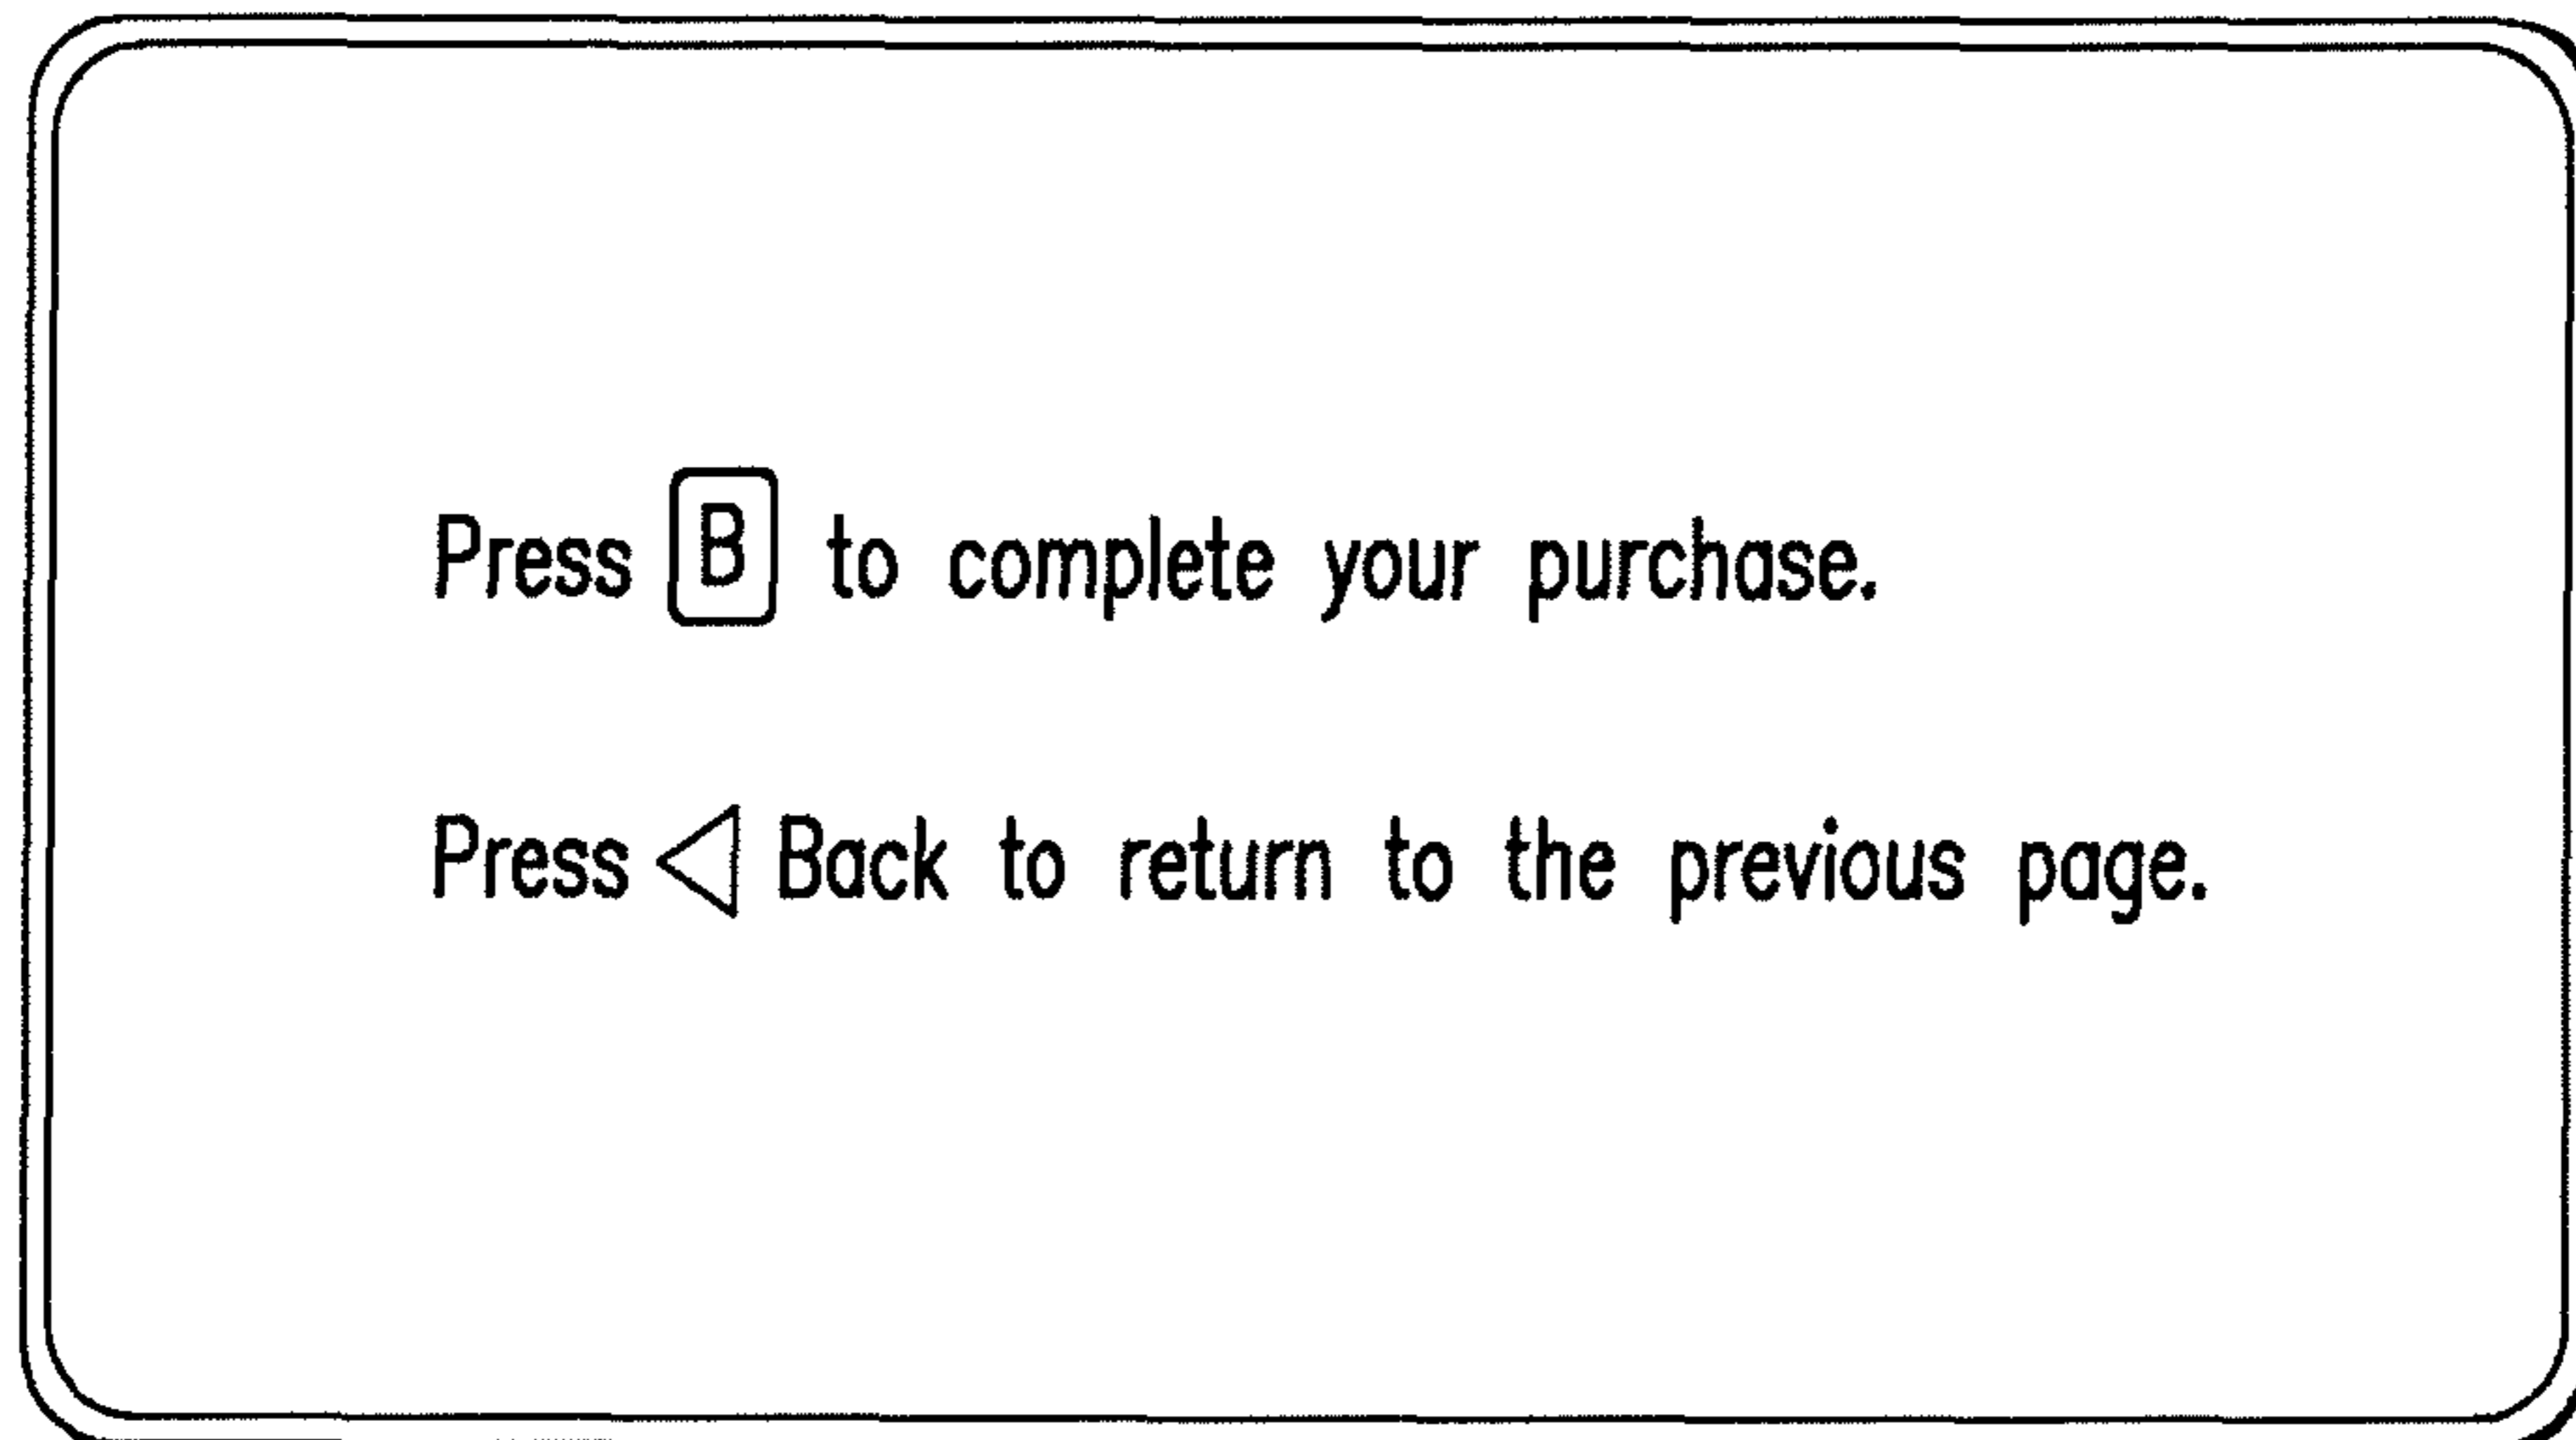 Press B to complete your purchase.
Press ◁ Back to return to the previous page.